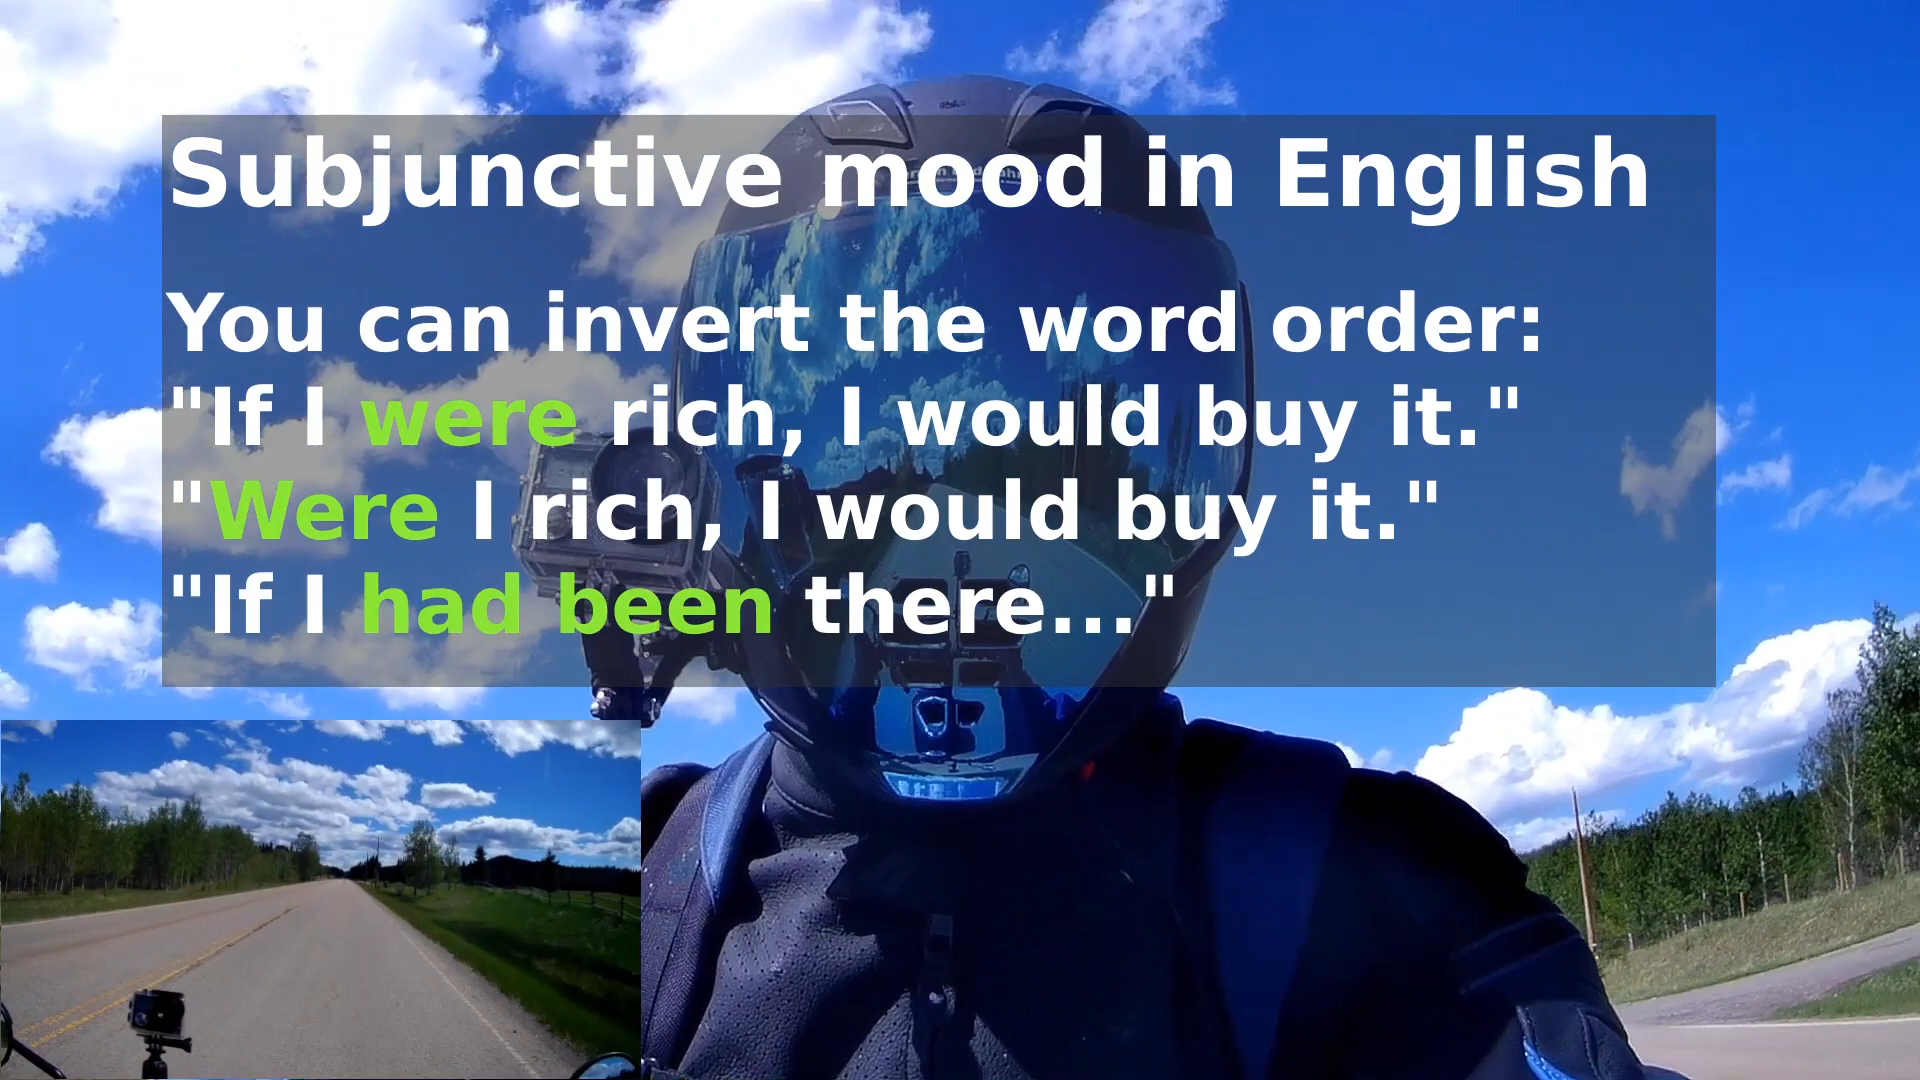 Subjunctive mood in English
You can invert the word order:
"If I were rich, I would buy it."
"Were I rich, I would buy it."
"If I had been there..."